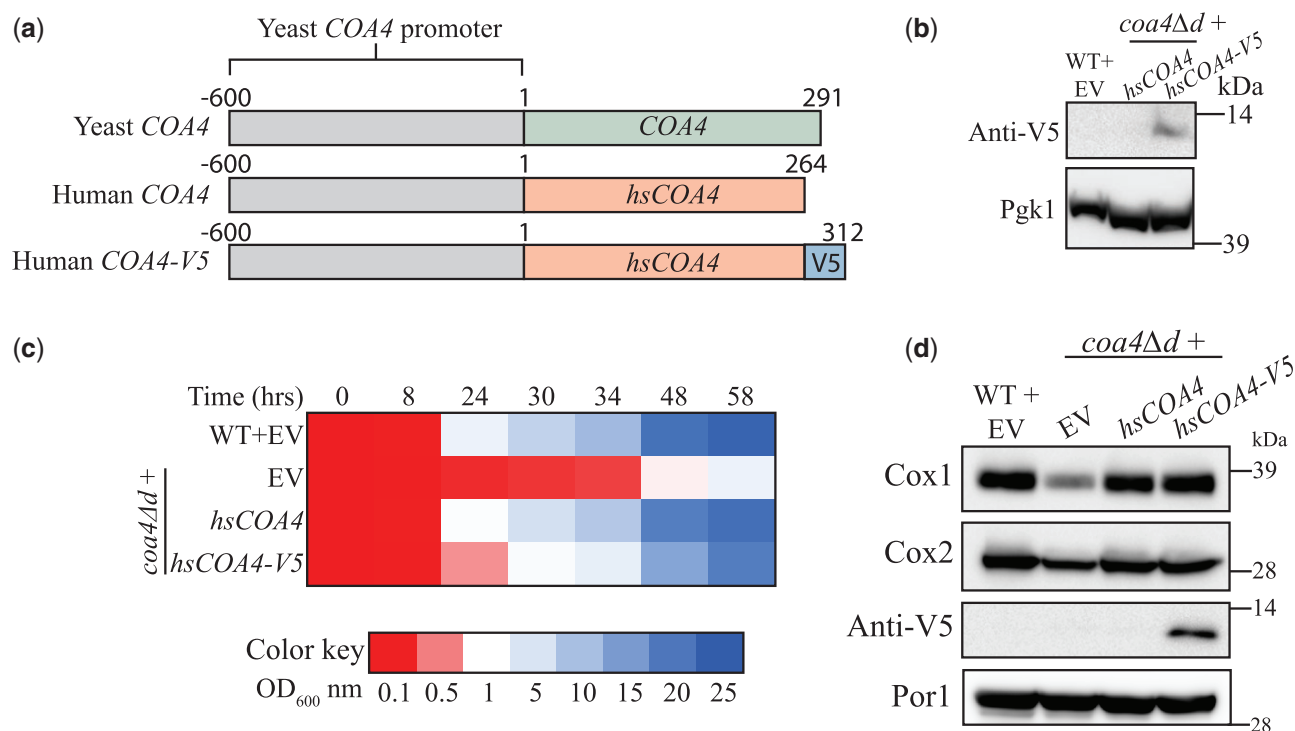 (a)
Yeast COA4 promoter
-600 1 291
Yeast COA4 COA4
-600 1 264
Human COA4 hsCOA4
-600 1 312
Human COA4-V5 hsCOA4 V5
(b)
coa4Δd +
WT+ EV hsCOA4 hsCOA4-V5 kDa
Anti-V5 14
Pgk1
39
(c)
Time (hrs) 0 8 24 30 34 48 58
WT+EV
coa4Δd +
EV
hsCOA4
hsCOA4-V5
Color key
OD600 nm 0.1 0.5 1 5 10 15 20 25
(d)
coa4Δd +
WT + EV EV hsCOA4 hsCOA4-V5
kDa
Cox1 39
Cox2
28
Anti-V5 14
Por1
28